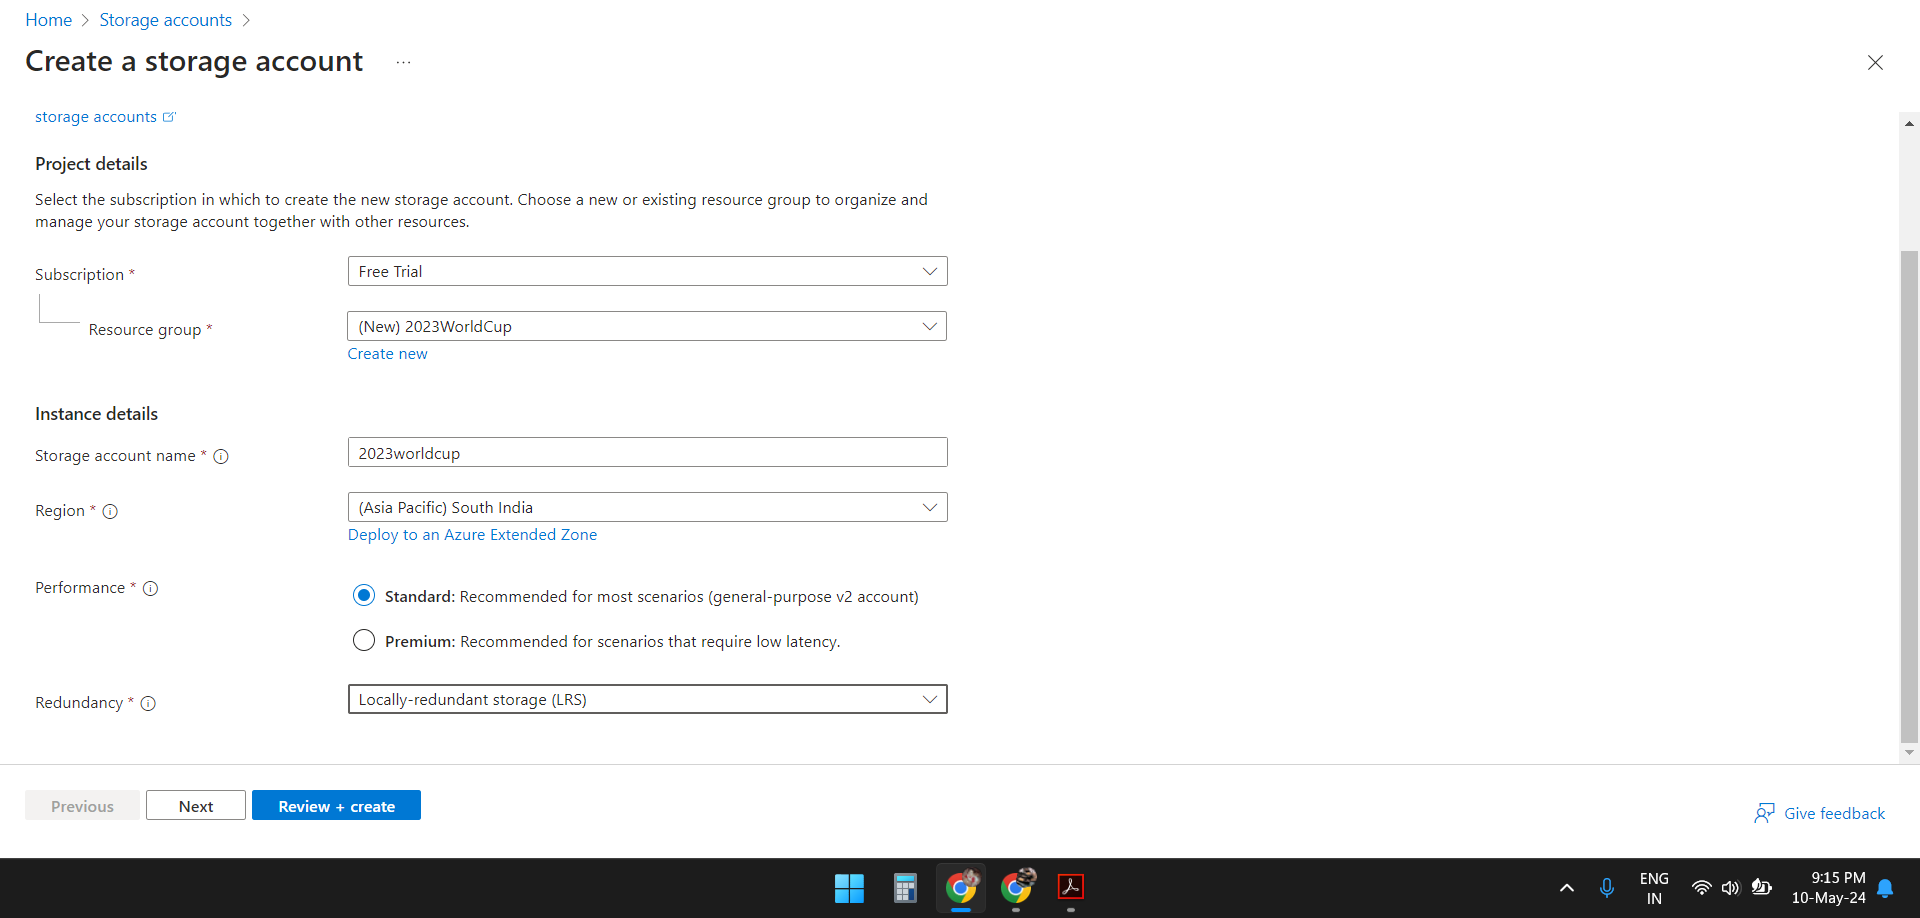 Home > Storage accounts >
Create a storage account ...
storage accounts
Project details
Select the subscription in which to create the new storage account. Choose a new or existing resource group to organize and
manage your storage account together with other resources.
Subscription * Free Trial
Resource group * (New) 2023WorldCup
Create new
Instance details
Storage account name * 2023worldcup
Region * (Asia Pacific) South India
Deploy to an Azure Extended Zone
Performance * Standard: Recommended for most scenarios (general-purpose v2 account)
Premium: Recommended for scenarios that require low latency.
Redundancy * Locally-redundant storage (LRS)
Previous Next Review + create
Give feedback
ENG 9:15 PM
IN 10-May-24